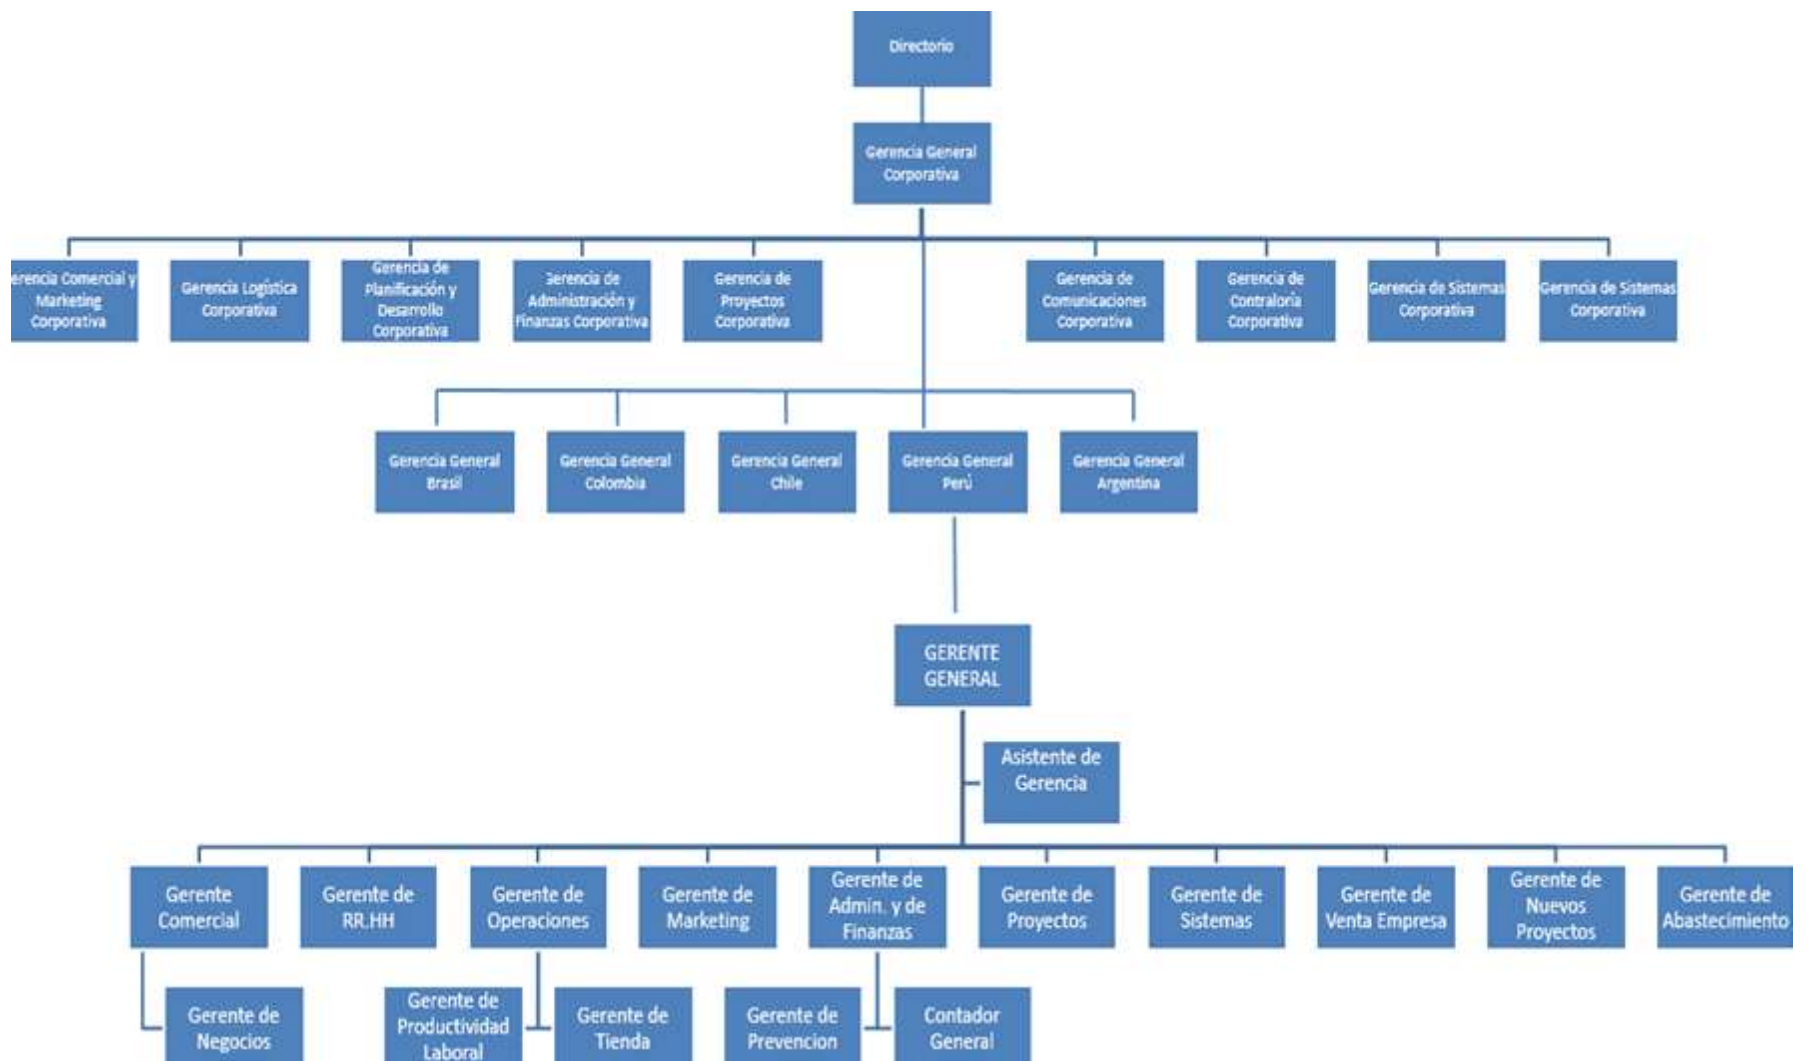 Directorio
Gerencia General
Corporativa
erencia Comercial y
Marketing
Corporativa
Gerencia Logística
Corporativa
Gerencia de
Planificación y
Desarrollo
Corporativa
Gerencia de
Administración y
Finanzas Corporativa
Gerencia de
Proyectos
Corporativa
Gerencia de
Comunicaciones
Corporativa
Gerencia de
Contraloría
Corporativa
Gerencia de Sistemas
Corporativa
Gerencia de Sistemas
Corporativa
Gerencia General
Brasil
Gerencia General
Colombia
Gerencia General
Chile
Gerencia General
Perú
Gerencia General
Argentina
GERENTE
GENERAL
Asistente de
Gerencia
Gerente
Comercial
Gerente de
RR.HH
Gerente de
Operaciones
Gerente de
Marketing
Gerente de
Admin. y de
Finanzas
Gerente de
Proyectos
Gerente de
Sistemas
Gerente de
Venta Empresa
Gerente de
Nuevos
Proyectos
Gerente de
Abastecimiento
Gerente de
Negocios
Gerente de
Productividad
Laboral
Gerente de
Tienda
Gerente de
Prevencion
Contador
General